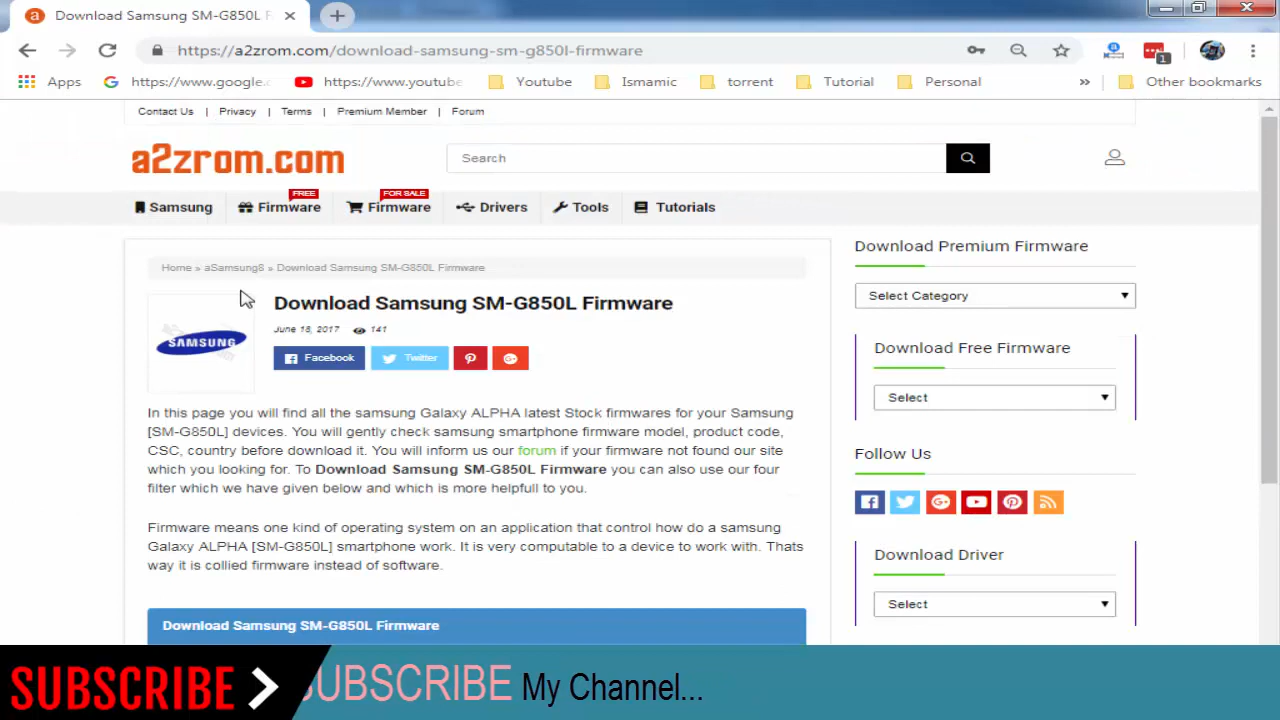 Download Samsung SM-G850L F
https://a2zrom.com/download-samsung-sm-g850l-firmware
1
Apps
https://www.google.c
https://www.youtube
Youtube
Ismamic
torrent
Tutorial
Personal
»
Other bookmarks
Contact Us | Privacy | Terms | Premium Member | Forum
a2zrom.com
Search
FREE
FOR SALE
Samsung
Firmware
Firmware
Drivers
Tools
Tutorials
Home » aSamsung8 » Download Samsung SM-G850L Firmware
SAMSUNG
Download Samsung SM-G850L Firmware
June 18, 2017
141
Facebook
Twitter
In this page you will find all the samsung Galaxy ALPHA latest Stock firmwares for your Samsung
[SM-G850L] devices. You will gently check samsung smartphone firmware model, product code,
CSC, country before download it. You will inform us our forum if your firmware not found our site
which you looking for. To Download Samsung SM-G850L Firmware you can also use our four
filter which we have given below and which is more helpfull to you.
Firmware means one kind of operating system on an application that control how do a samsung
Galaxy ALPHA [SM-G850L] smartphone work. It is very computable to a device to work with. Thats
way it is collied firmware instead of software.
Download Samsung SM-G850L Firmware
Download Premium Firmware
Select Category
Download Free Firmware
Select
Follow Us
Download Driver
Select
SUBSCRIBE
SUBSCRIBE My Channel...